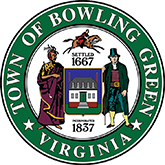 TOWN OF BOWLING GREEN
SETTLED
1667
INCORPORATED
1837
VIRGINIA